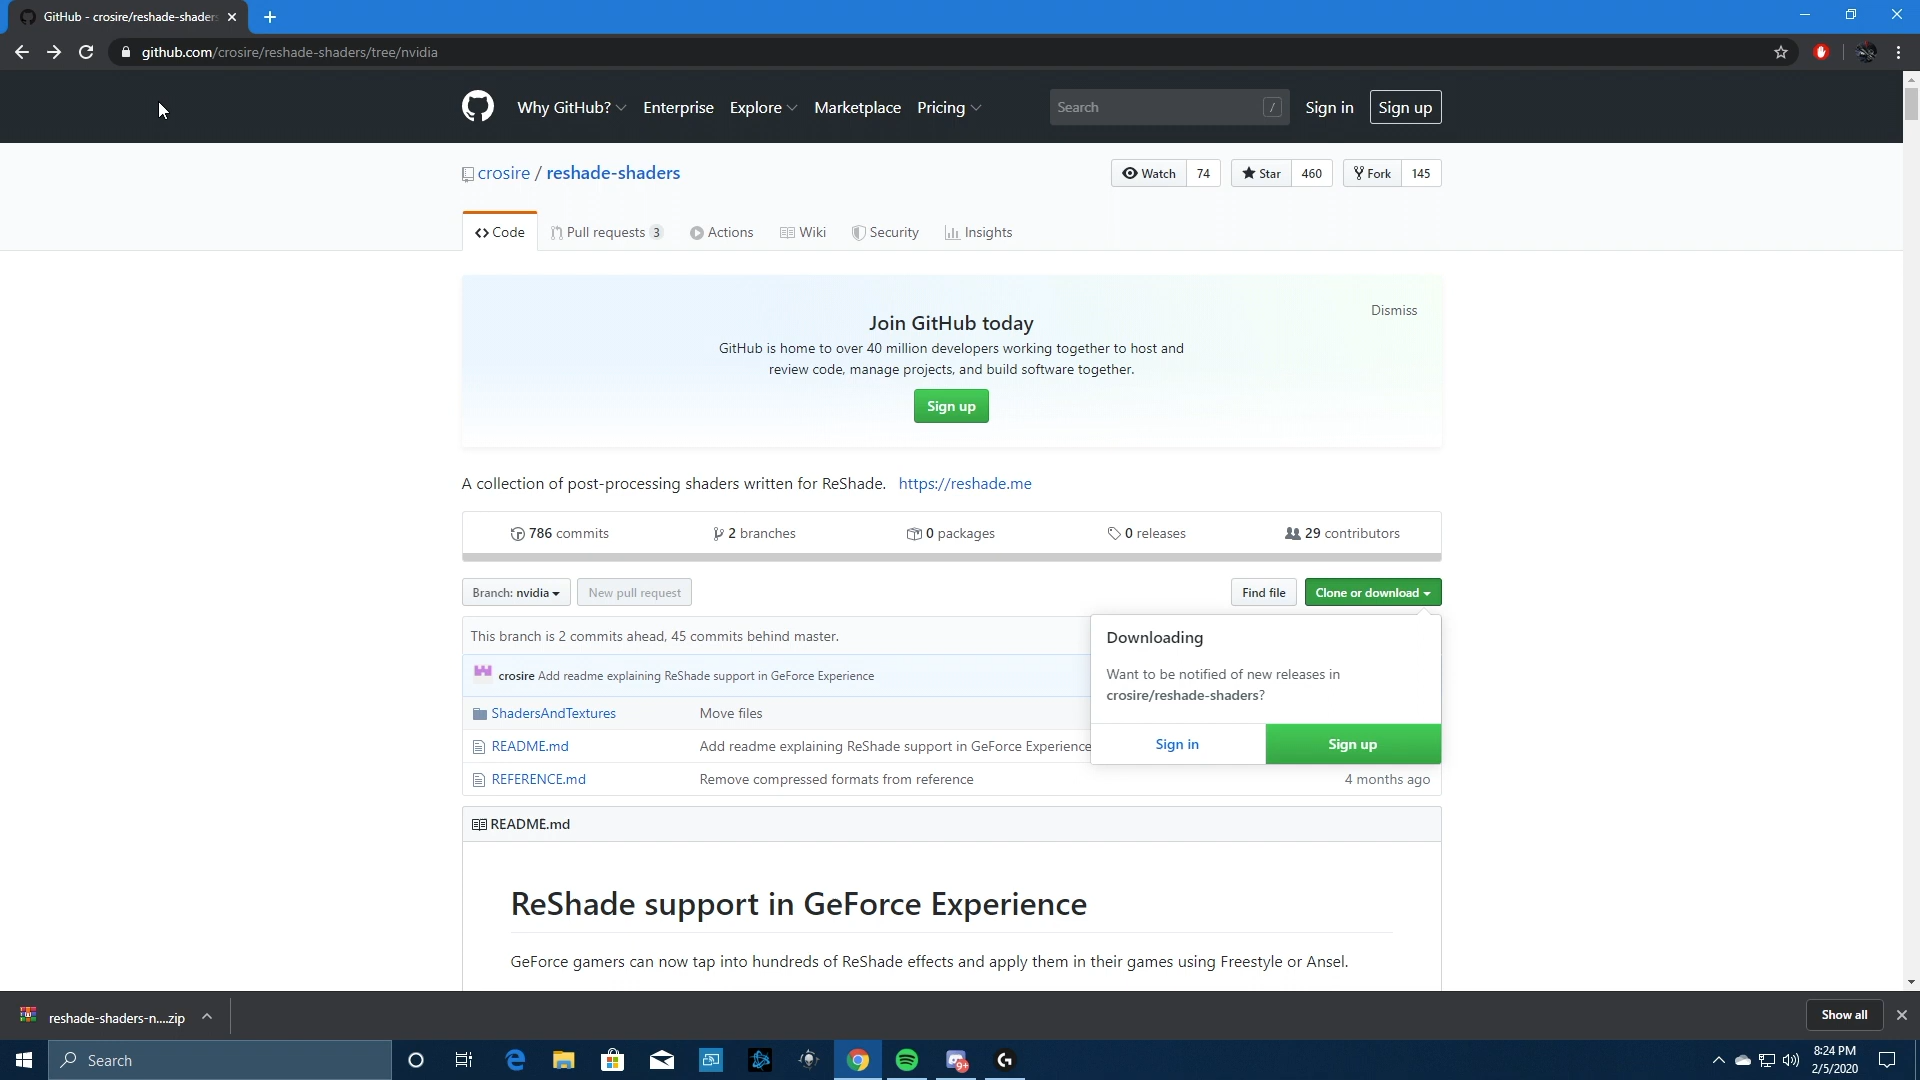 GitHub - crosire/reshade-shaders
github.com/crosire/reshade-shaders/tree/nvidia
Why GitHub? Enterprise Explore Marketplace Pricing Search / Sign in Sign up
crosire / reshade-shaders
Watch 74 Star 460 Fork 145
Code Pull requests 3 Actions Wiki Security Insights
Dismiss
Join GitHub today
GitHub is home to over 40 million developers working together to host and
review code, manage projects, and build software together.
Sign up
A collection of post-processing shaders written for ReShade. https://reshade.me
786 commits 2 branches 0 packages 0 releases 29 contributors
Branch: nvidia New pull request Find file Clone or download
This branch is 2 commits ahead, 45 commits behind master.
crosire Add readme explaining ReShade support in GeForce Experience
ShadersAndTextures Move files
README.md Add readme explaining ReShade support in GeForce Experience
REFERENCE.md Remove compressed formats from reference 4 months ago
Downloading
Want to be notified of new releases in
crosire/reshade-shaders?
Sign in Sign up
README.md
ReShade support in GeForce Experience
GeForce gamers can now tap into hundreds of ReShade effects and apply them in their games using Freestyle or Ansel.
reshade-shaders-n....zip Show all
Search
9+
8:24 PM
2/5/2020